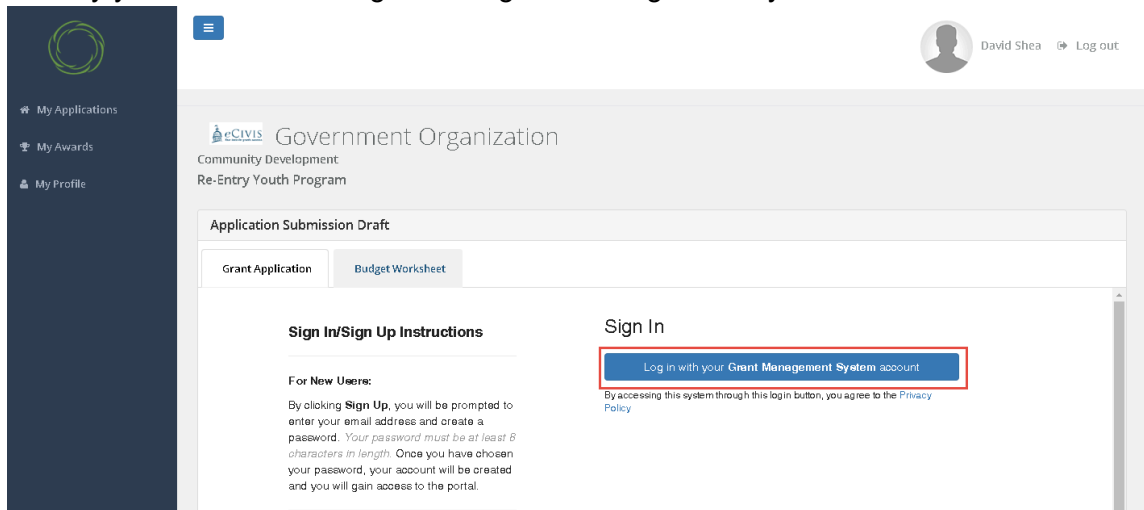 David Shea Log out
My Applications
My Awards
My Profile
eCIVIS Government Organization
Community Development
Re-Entry Youth Program
Application Submission Draft
Grant Application Budget Worksheet
Sign In/Sign Up Instructions
For New Users:
By clicking Sign Up, you will be prompted to
enter your email address and create a
password. Your password must be at least 8
characters in length. Once you have chosen
your password, your account will be created
and you will gain access to the portal.
Sign In
Log in with your Grant Management System account
By accessing this system through this login button, you agree to the Privacy
Policy.